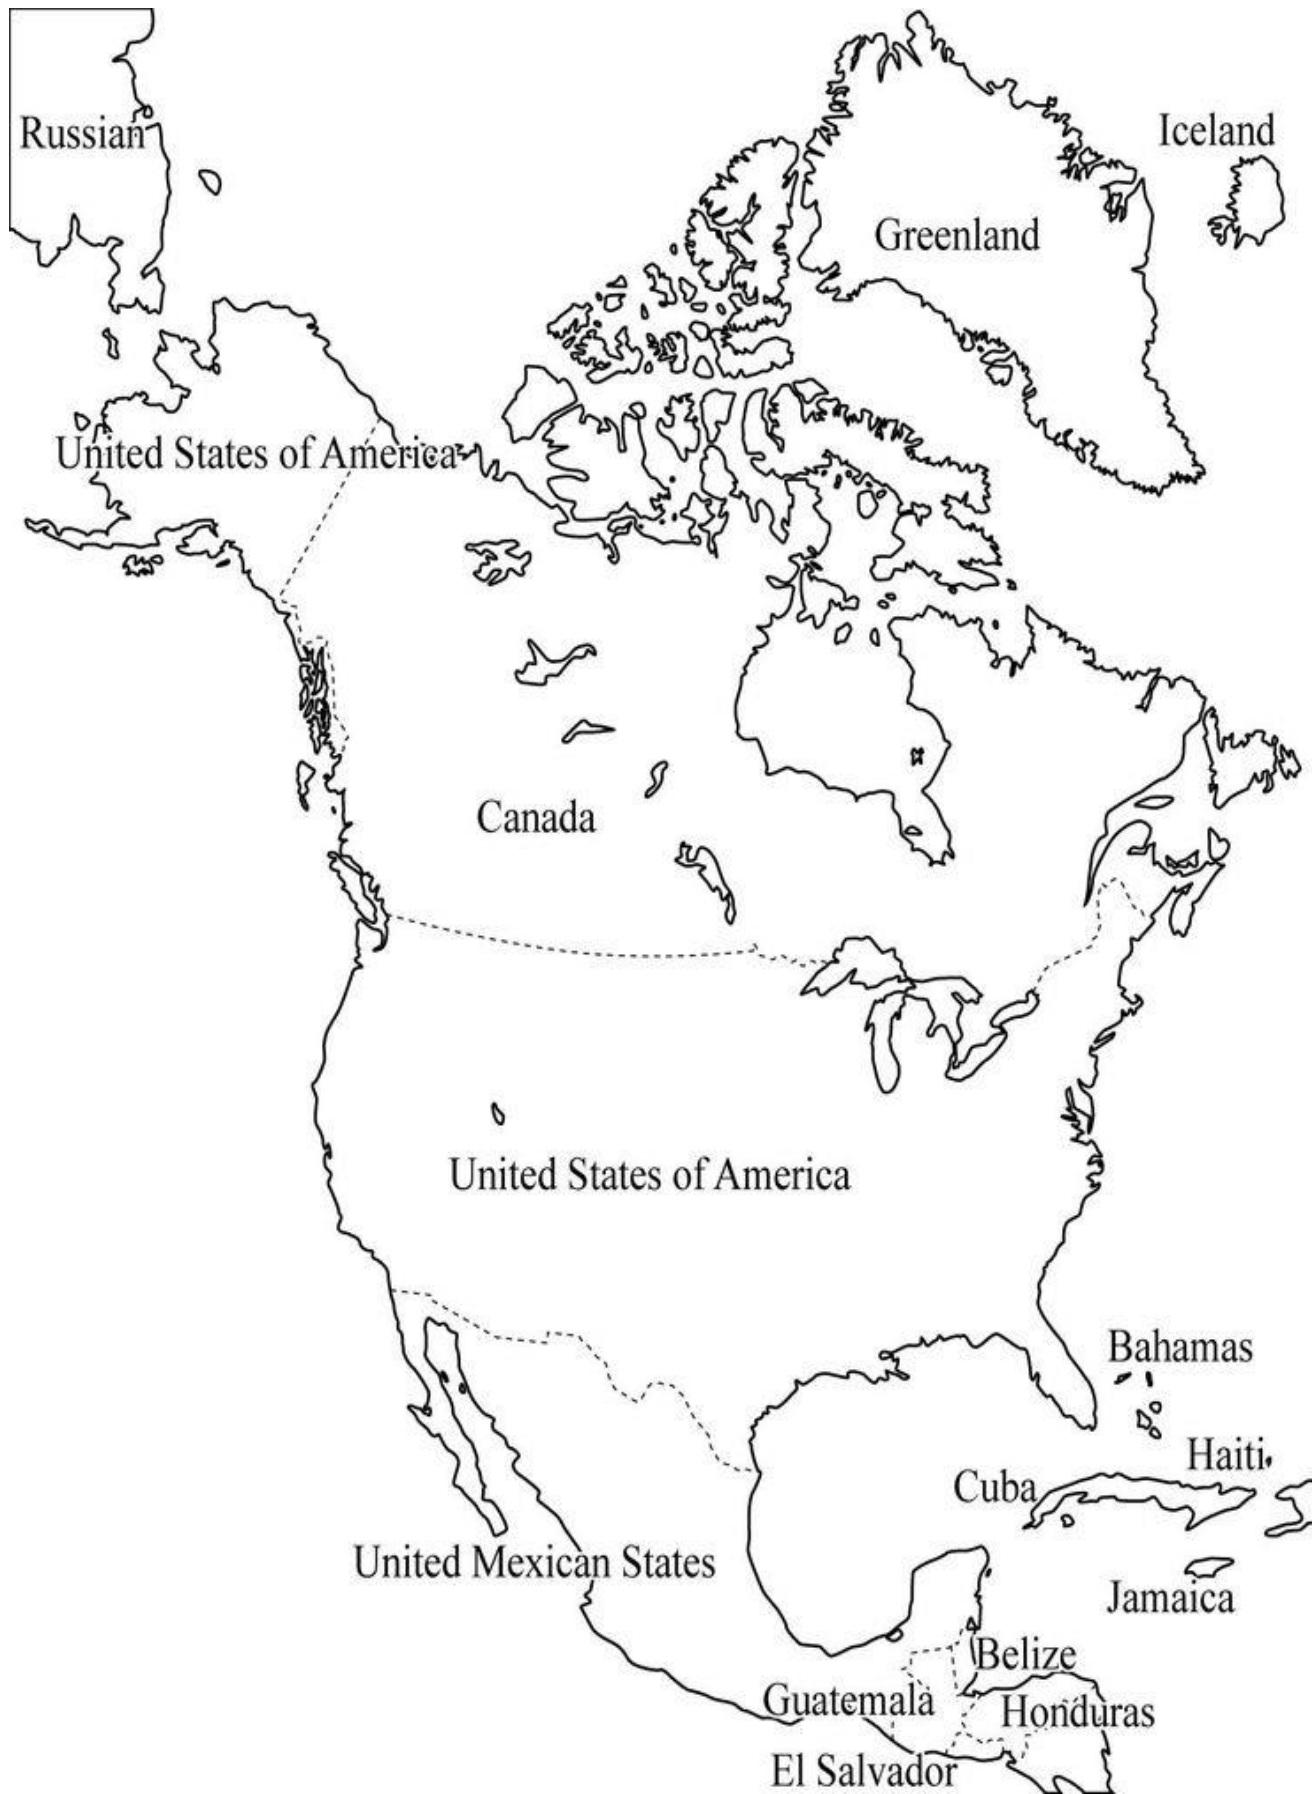 Russian
Iceland
Greenland
United States of America
Canada
United States of America
Bahamas
Haiti
Cuba
United Mexican States
Jamaica
Belize
Guatemala
Honduras
El Salvador